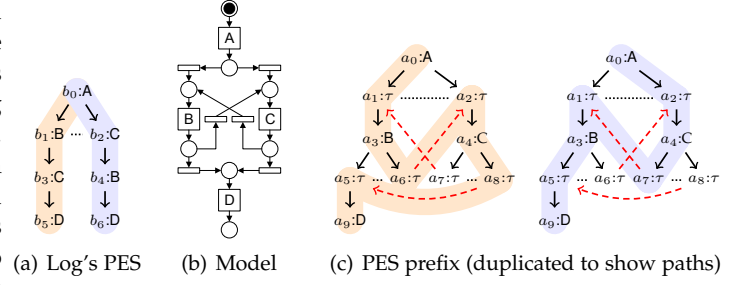 A
b₀:A
b₁:B ··· b₂:C
b₃:C b₄:B
b₅:D b₆:D
B C
D
a₀:A
a₁:τ ............. a₂:τ
a₃:B a₄:C
a₅:τ ... a₆:τ a₇:τ ... a₈:τ
a₉:D
a₀:A
a₁:τ ............. a₂:τ
a₃:B a₄:C
a₅:τ ... a₆:τ a₇:τ ... a₈:τ
a₉:D
(a) Log's PES (b) Model (c) PES prefix (duplicated to show paths)